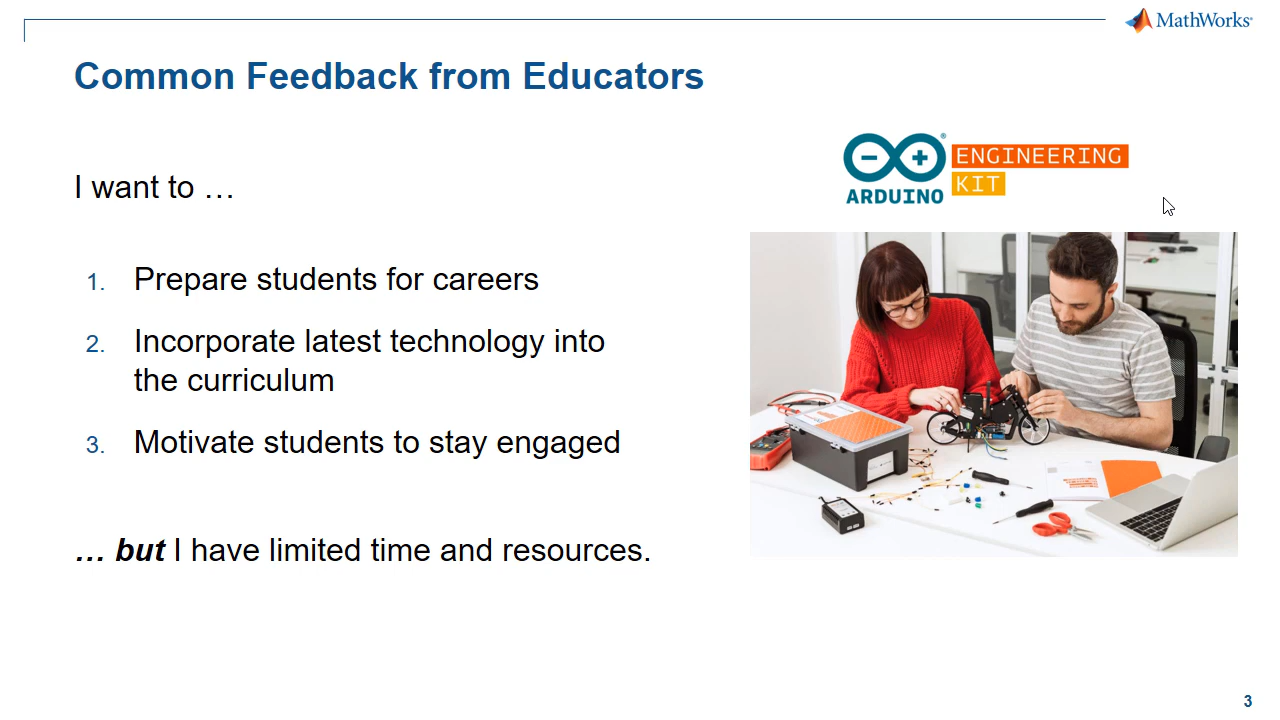 MathWorks®
Common Feedback from Educators
ARDUINO®
ENGINEERING
KIT
I want to …
1. Prepare students for careers
2. Incorporate latest technology into
the curriculum
3. Motivate students to stay engaged
… but I have limited time and resources.
3